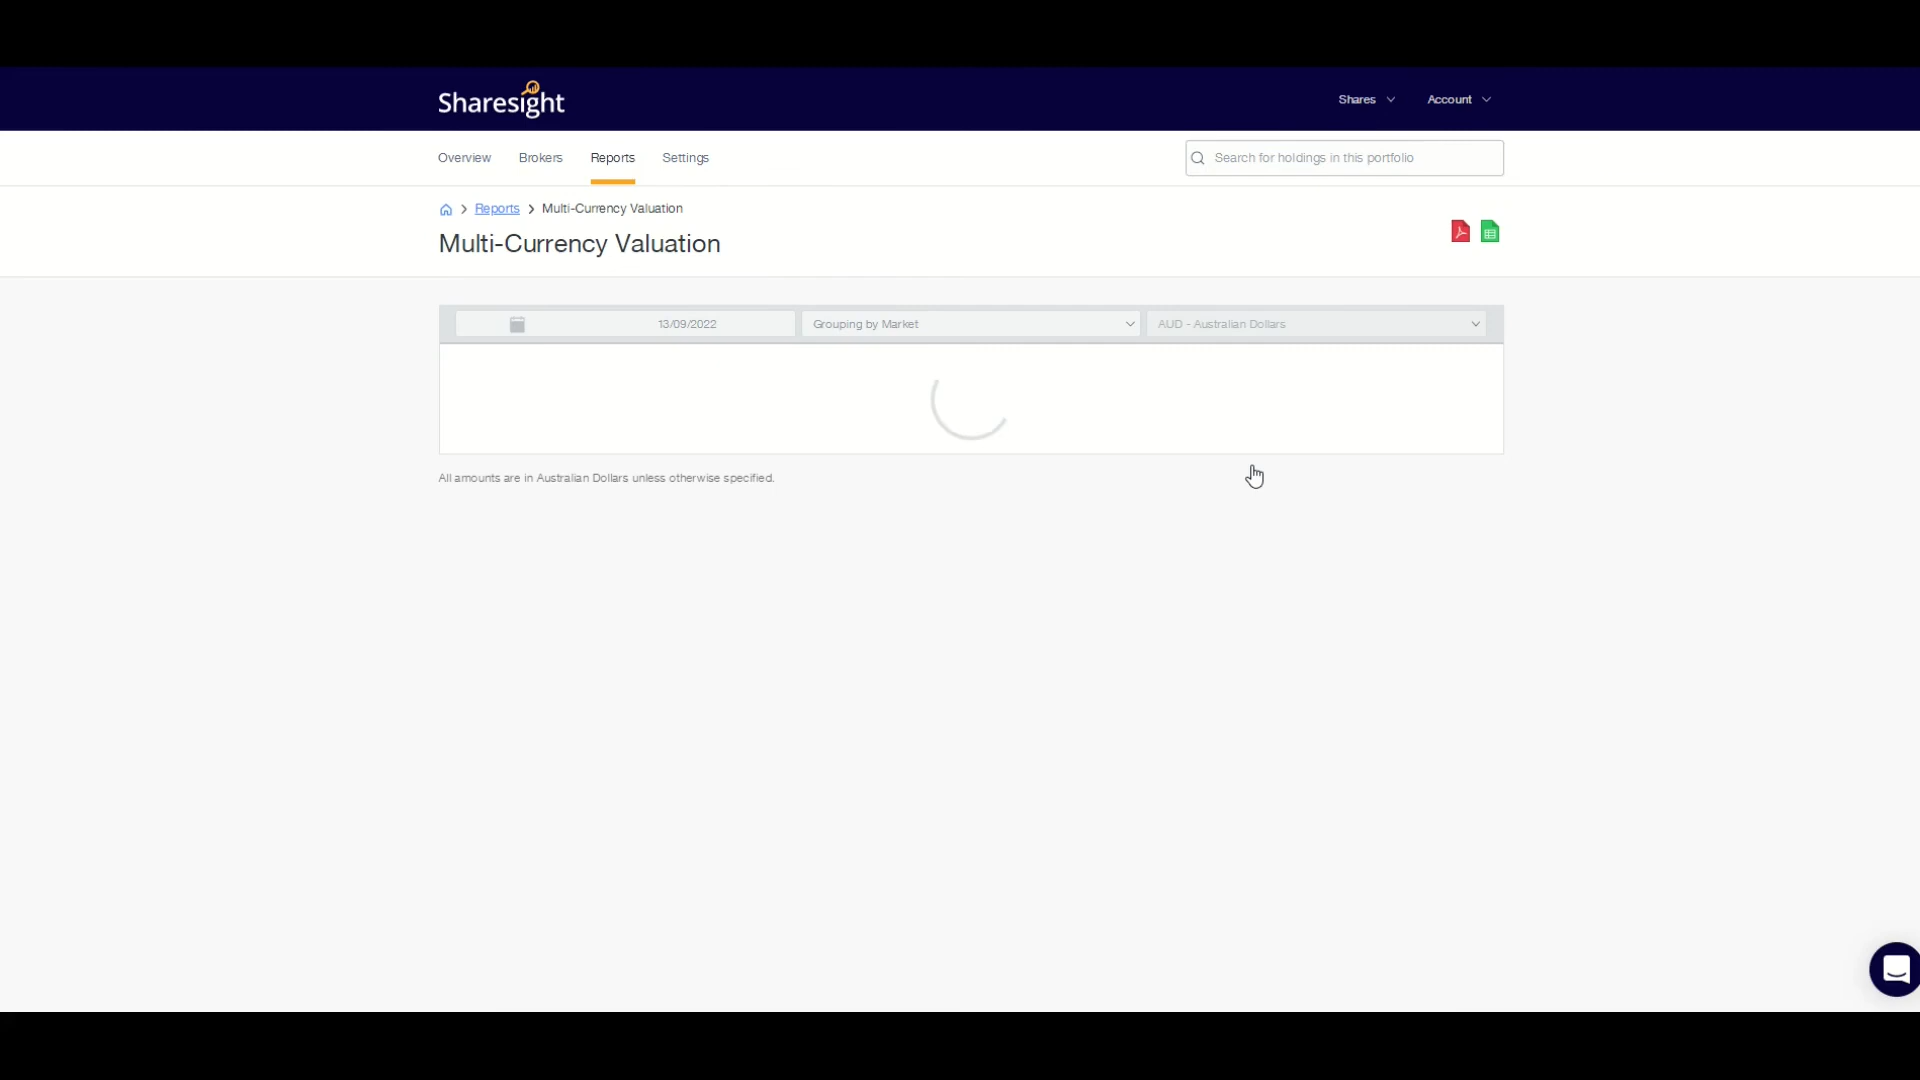 Sharesight
Shares
Account
Overview
Brokers
Reports
Settings
Search for holdings in this portfolio
Reports
Multi-Currency Valuation
Multi-Currency Valuation
13/09/2022
Grouping by Market
AUD - Australian Dollars
All amounts are in Australian Dollars unless otherwise specified.